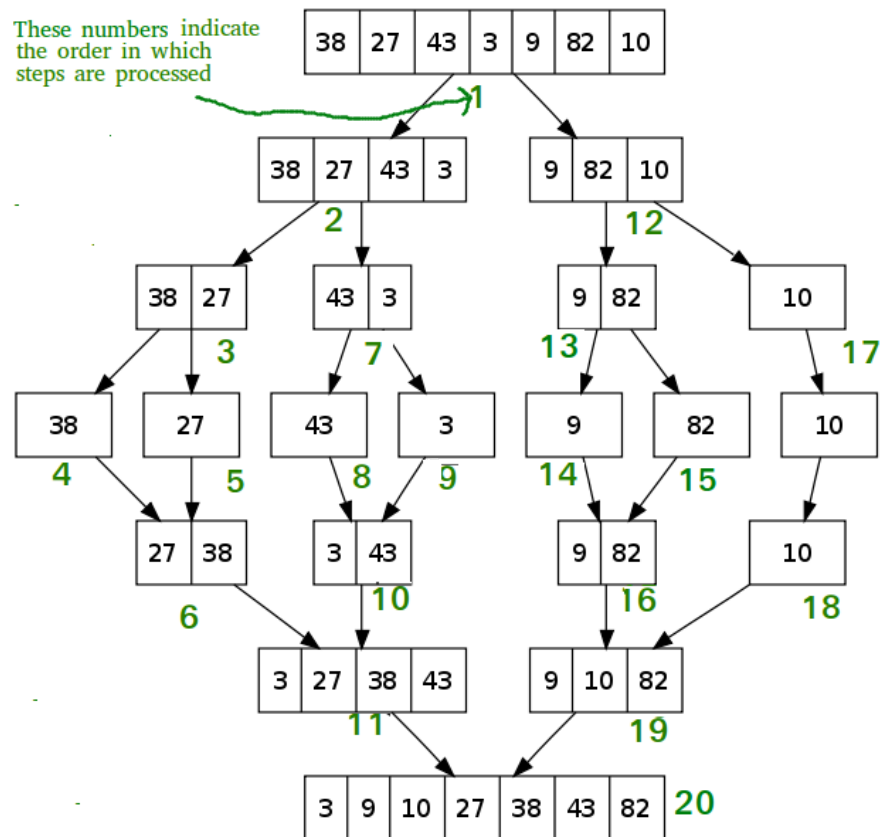 These numbers indicate
the order in which
steps are processed
38 27 43 3 9 82 10
1
38 27 43 3 9 82 10
2 12
38 27 43 3 9 82 10
3 7 13 17
38 27 43 3 9 82 10
4 5 8 9 14 15
27 38 3 43 9 82 10
6 10 16 18
3 27 38 43 9 10 82
11 19
3 9 10 27 38 43 82 20